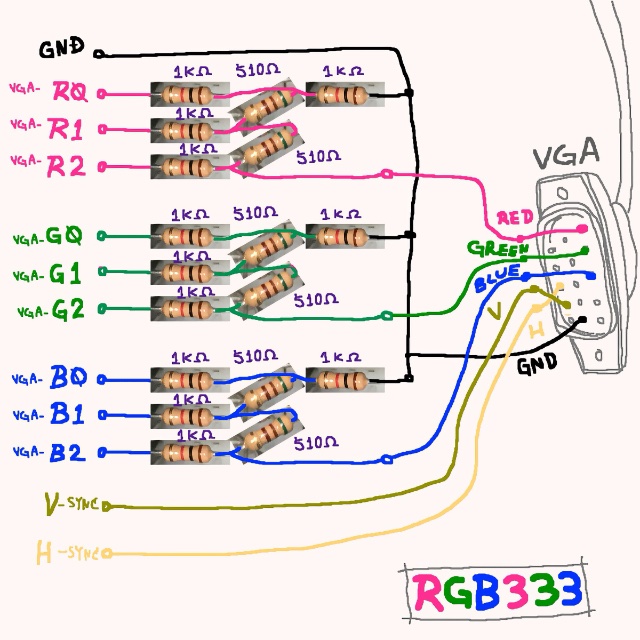 GND
1KΩ 510Ω 1KΩ
VGA- R0
1KΩ
VGA- R1
1KΩ 510Ω
VGA- R2
VGA
RED
1KΩ 510Ω 1KΩ
VGA- G0
GREEN
1KΩ
VGA- G1
BLUE
1KΩ 510Ω
VGA- G2
V
H
1KΩ 510Ω 1KΩ
GND
VGA- B0
1KΩ
VGA- B1
1KΩ 510Ω
VGA- B2
V-SYNC
H-SYNC
RGB333